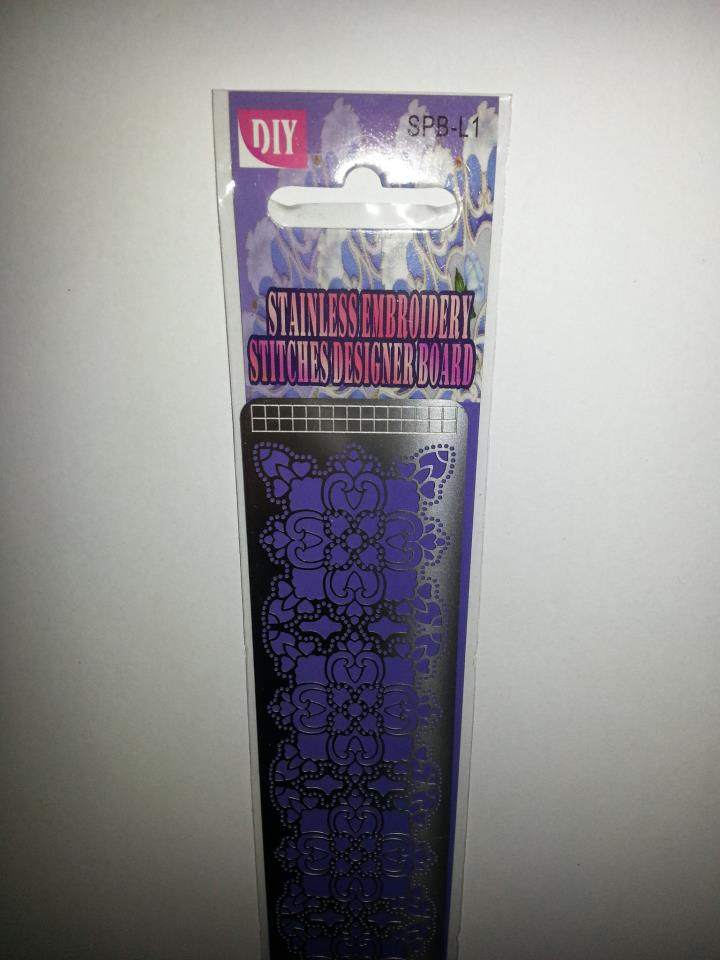 DIY
SPB-L1
STAINLESS EMBROIDERY
STITCHES DESIGNER BOARD